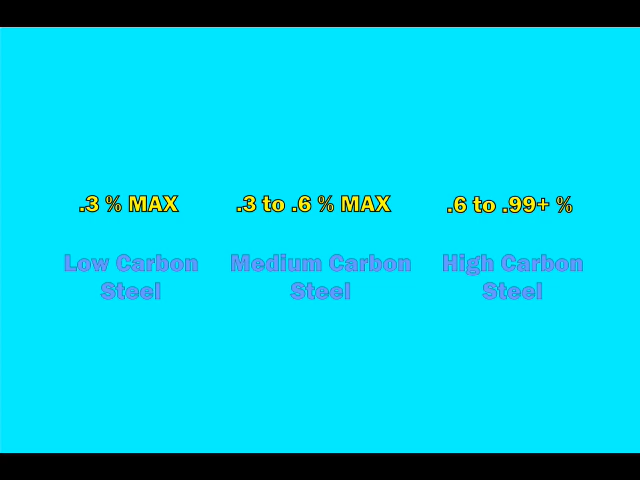 .3 % MAX
.3 to .6 % MAX
.6 to .99+ %
Low Carbon
Steel
Medium Carbon
Steel
High Carbon
Steel